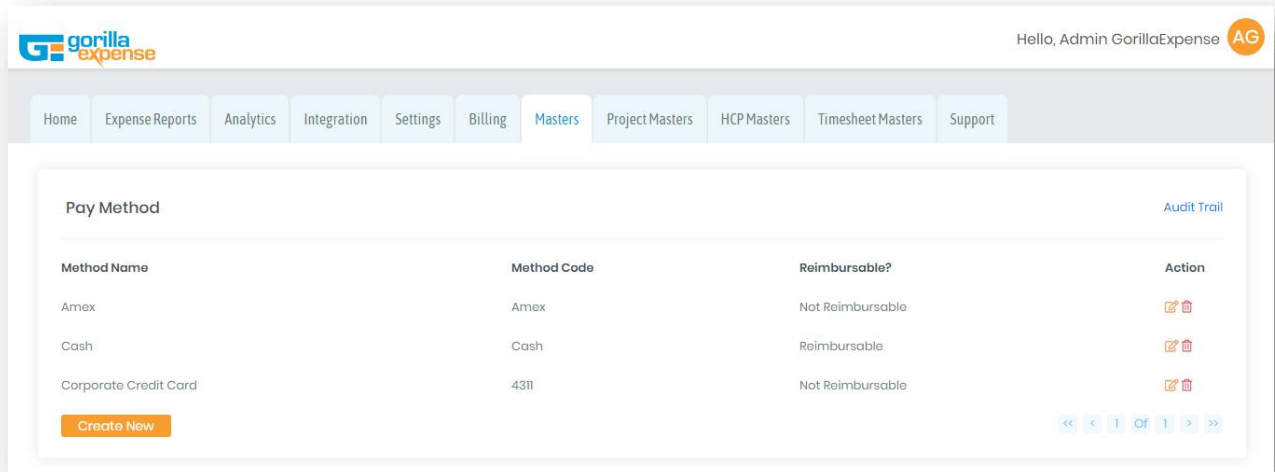 GE gorilla expense
Hello, Admin GorillaExpense AG
Home Expense Reports Analytics Integration Settings Billing Masters Project Masters HCP Masters Timesheet Masters Support
Pay Method Audit Trail
Method Name Method Code Reimbursable? Action
Amex Amex Not Reimbursable
Cash Cash Reimbursable
Corporate Credit Card 4311 Not Reimbursable
Create New << < 1 Of 1 > >>